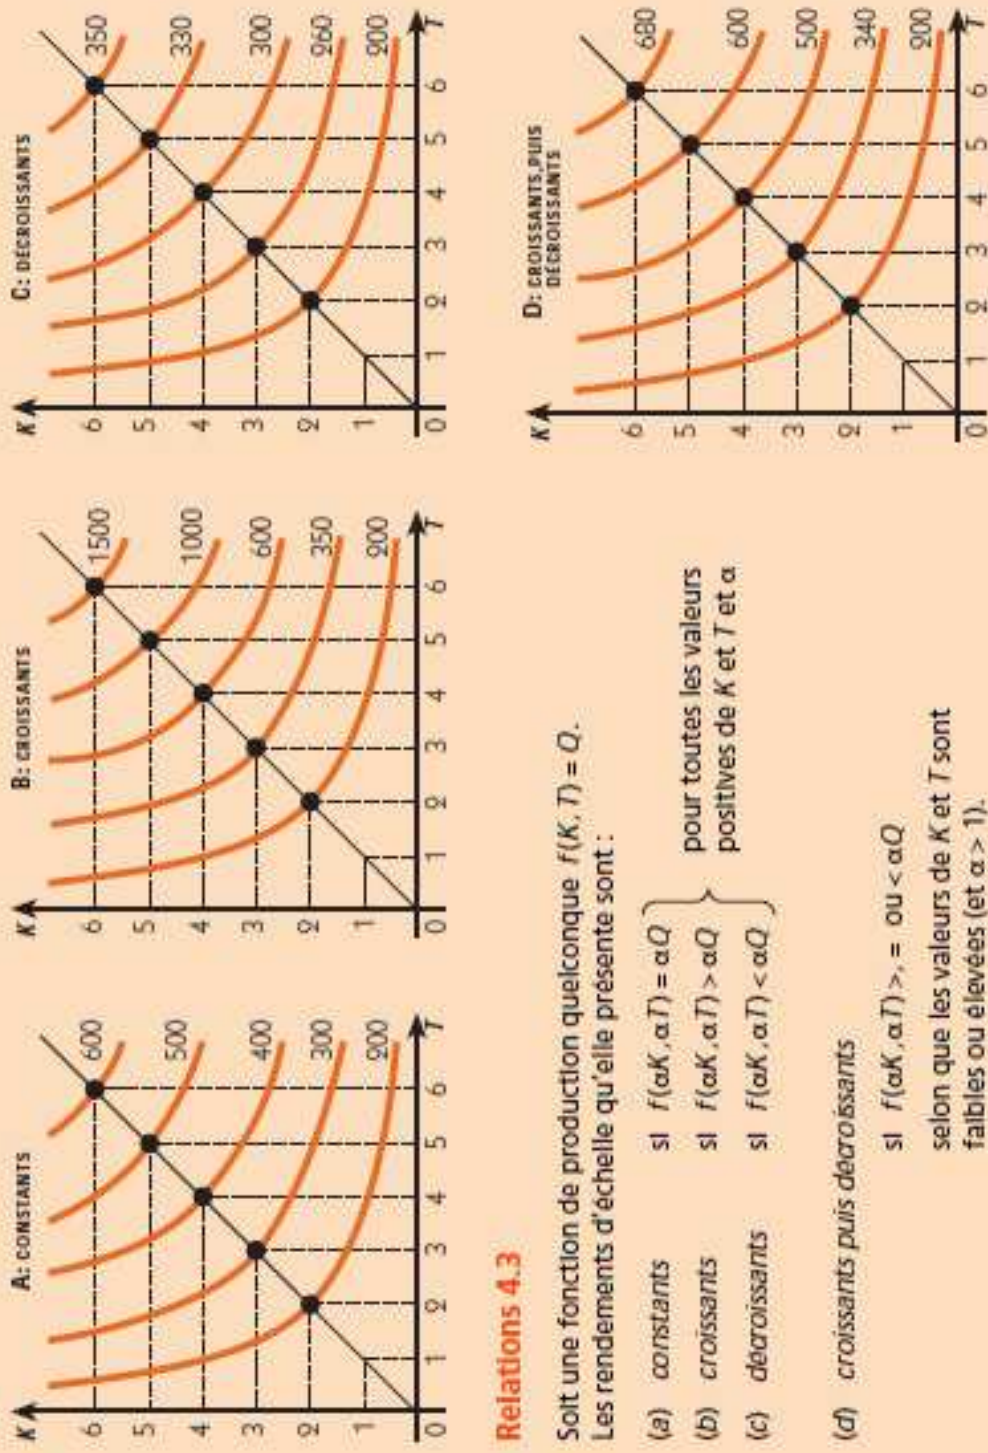 A: CONSTANTS
K
6
5
4
3
2
1
0
1
2
3
4
5
6
T
600
500
400
300
200
B: CROISSANTS
K
6
5
4
3
2
1
0
1
2
3
4
5
6
T
1500
1000
600
350
200
C: DÉCROISSANTS
K
6
5
4
3
2
1
0
1
2
3
4
5
6
T
350
330
300
260
200
Relations 4.3
Soit une fonction de production quelconque f(K, T) = Q.
Les rendements d'échelle qu'elle présente sont :
(a) constants si f(αK, αT) = αQ
(b) croissants si f(αK, αT) > αQ
(c) décroissants si f(αK, αT) < αQ
pour toutes les valeurs
positives de K et T et α
(d) croissants puis décroissants
si f(αK, αT) >, = ou < αQ
selon que les valeurs de K et T sont
faibles ou élevées (et α > 1).
D: CROISSANTS, PUIS
DÉCROISSANTS
K
6
5
4
3
2
1
0
1
2
3
4
5
6
T
680
600
500
340
200